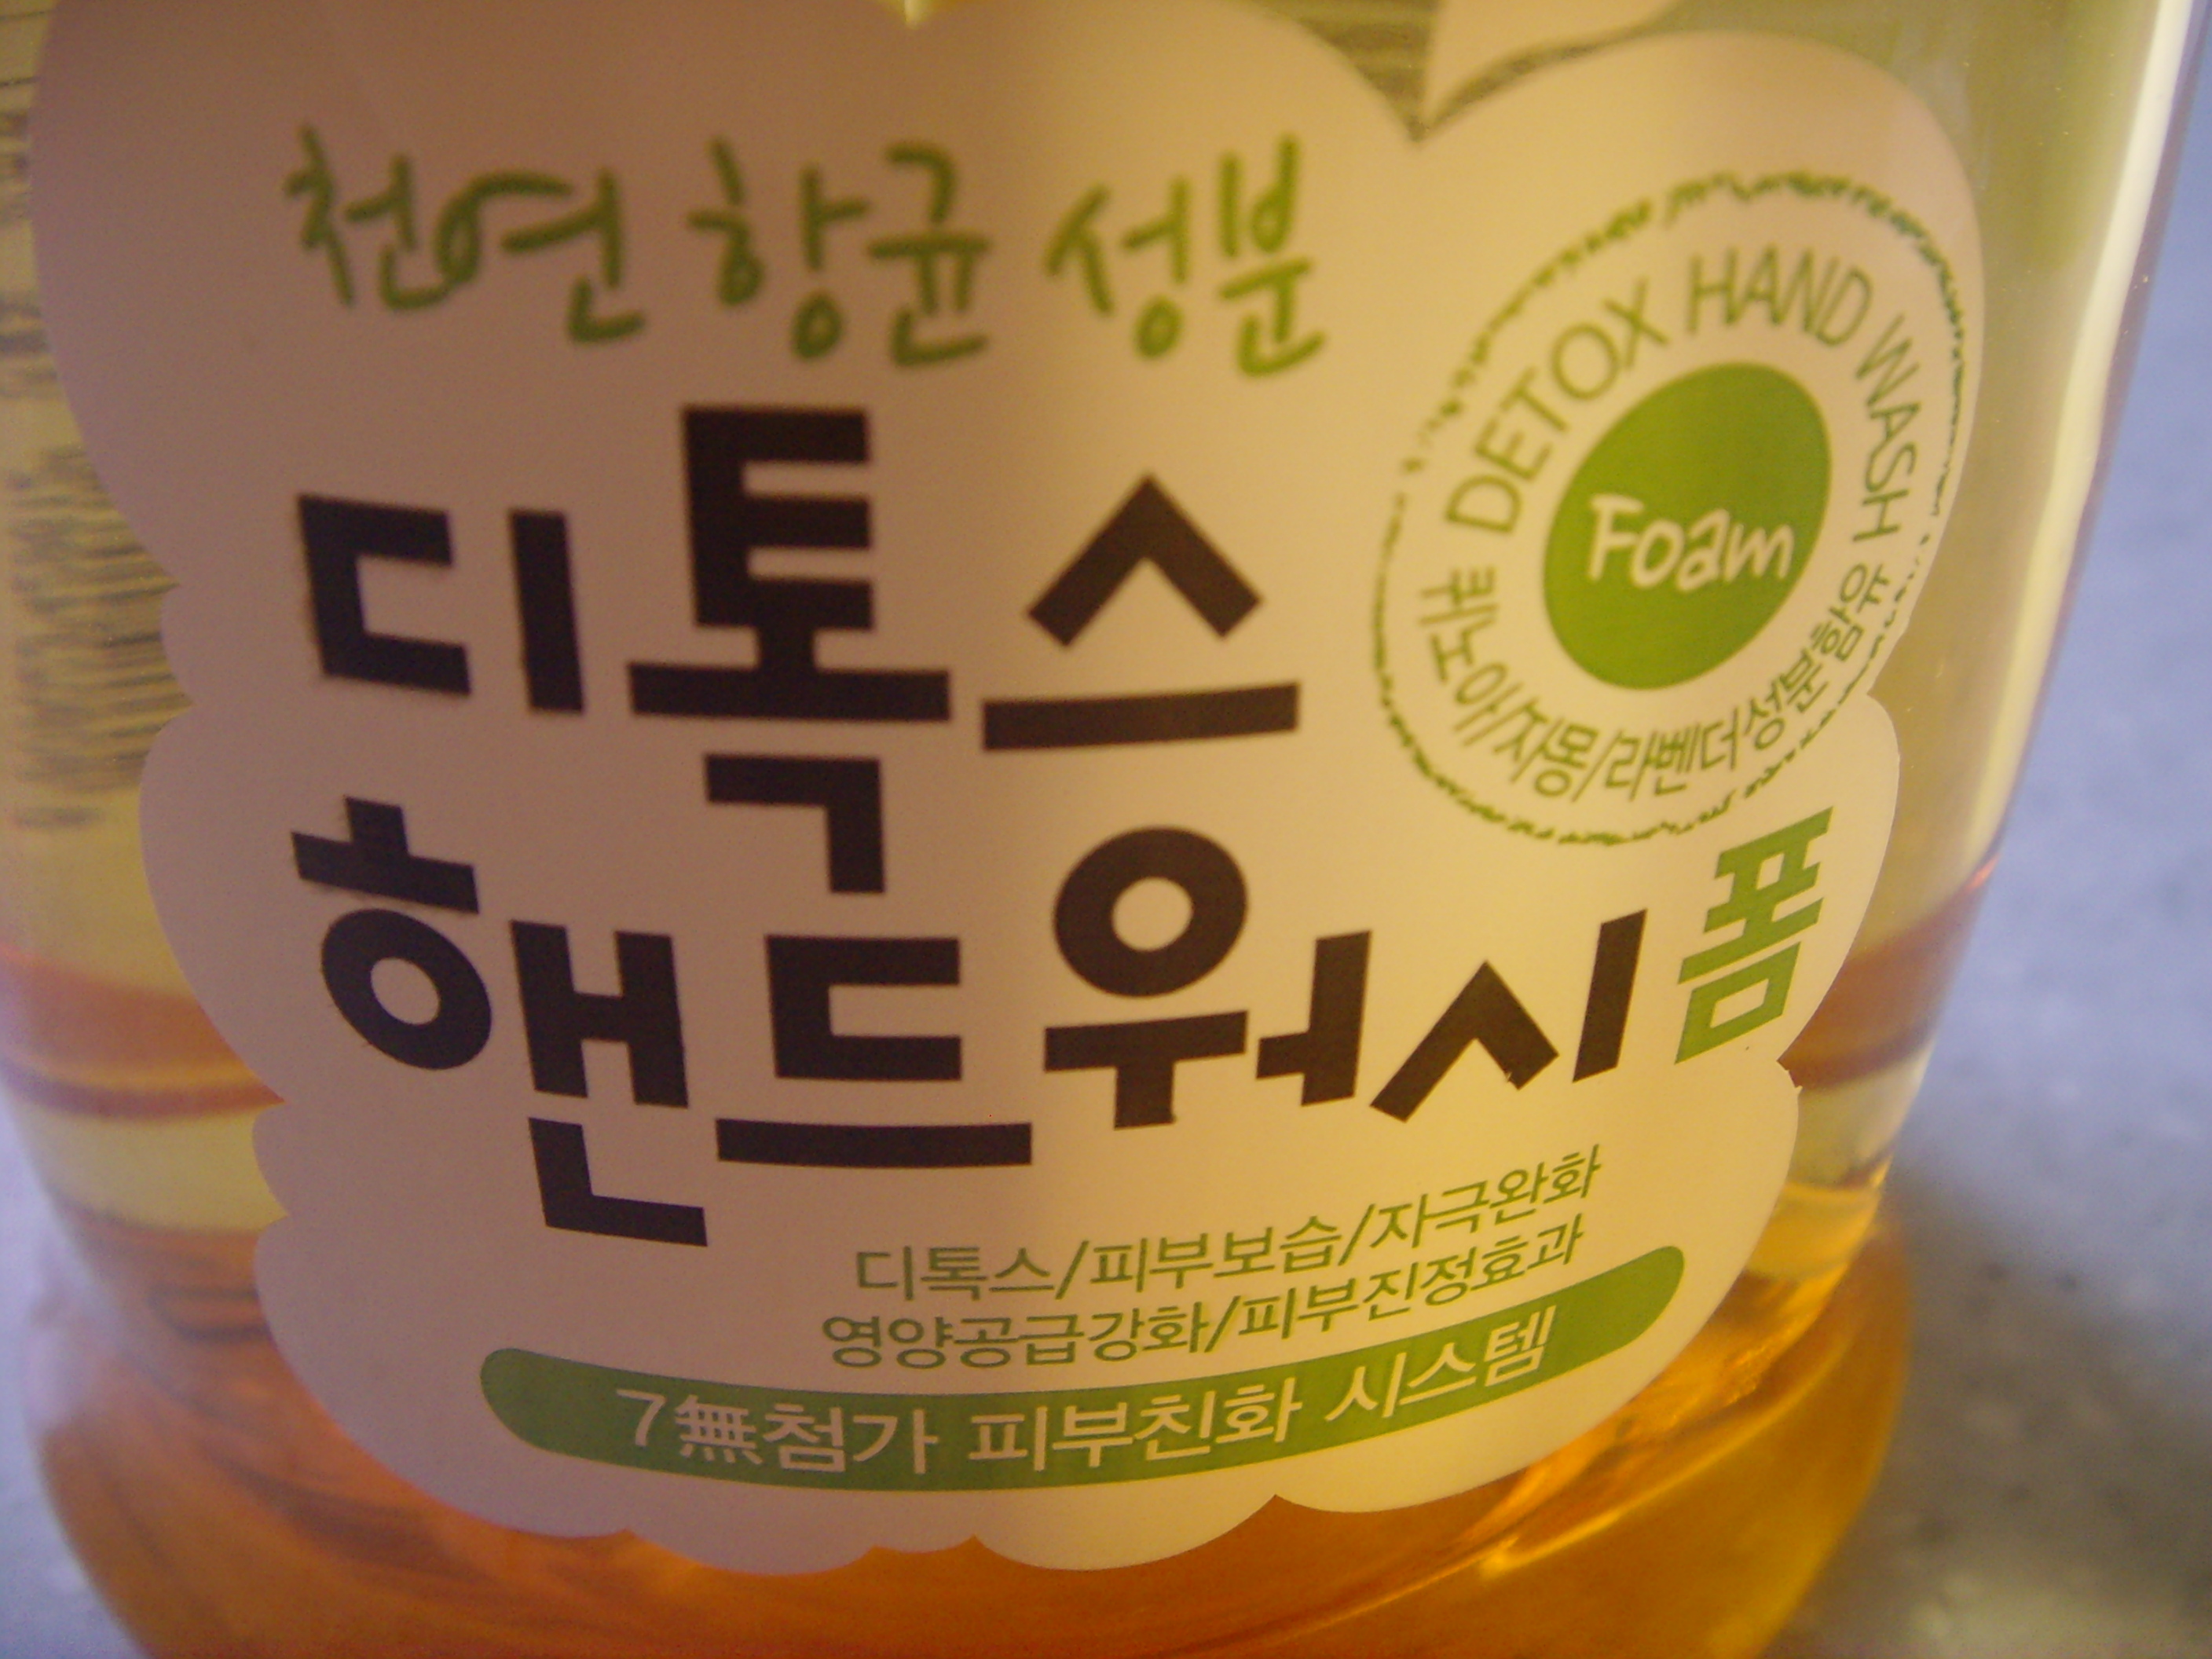 천연 항균 성분
디톡스
핸드워시 폼
DETOX HAND WASH
Foam
해조아/자몽/라벤더성분함유
디톡스/피부보습/자극완화
영양공급강화/피부진정효과
7無첨가 피부친화 시스템